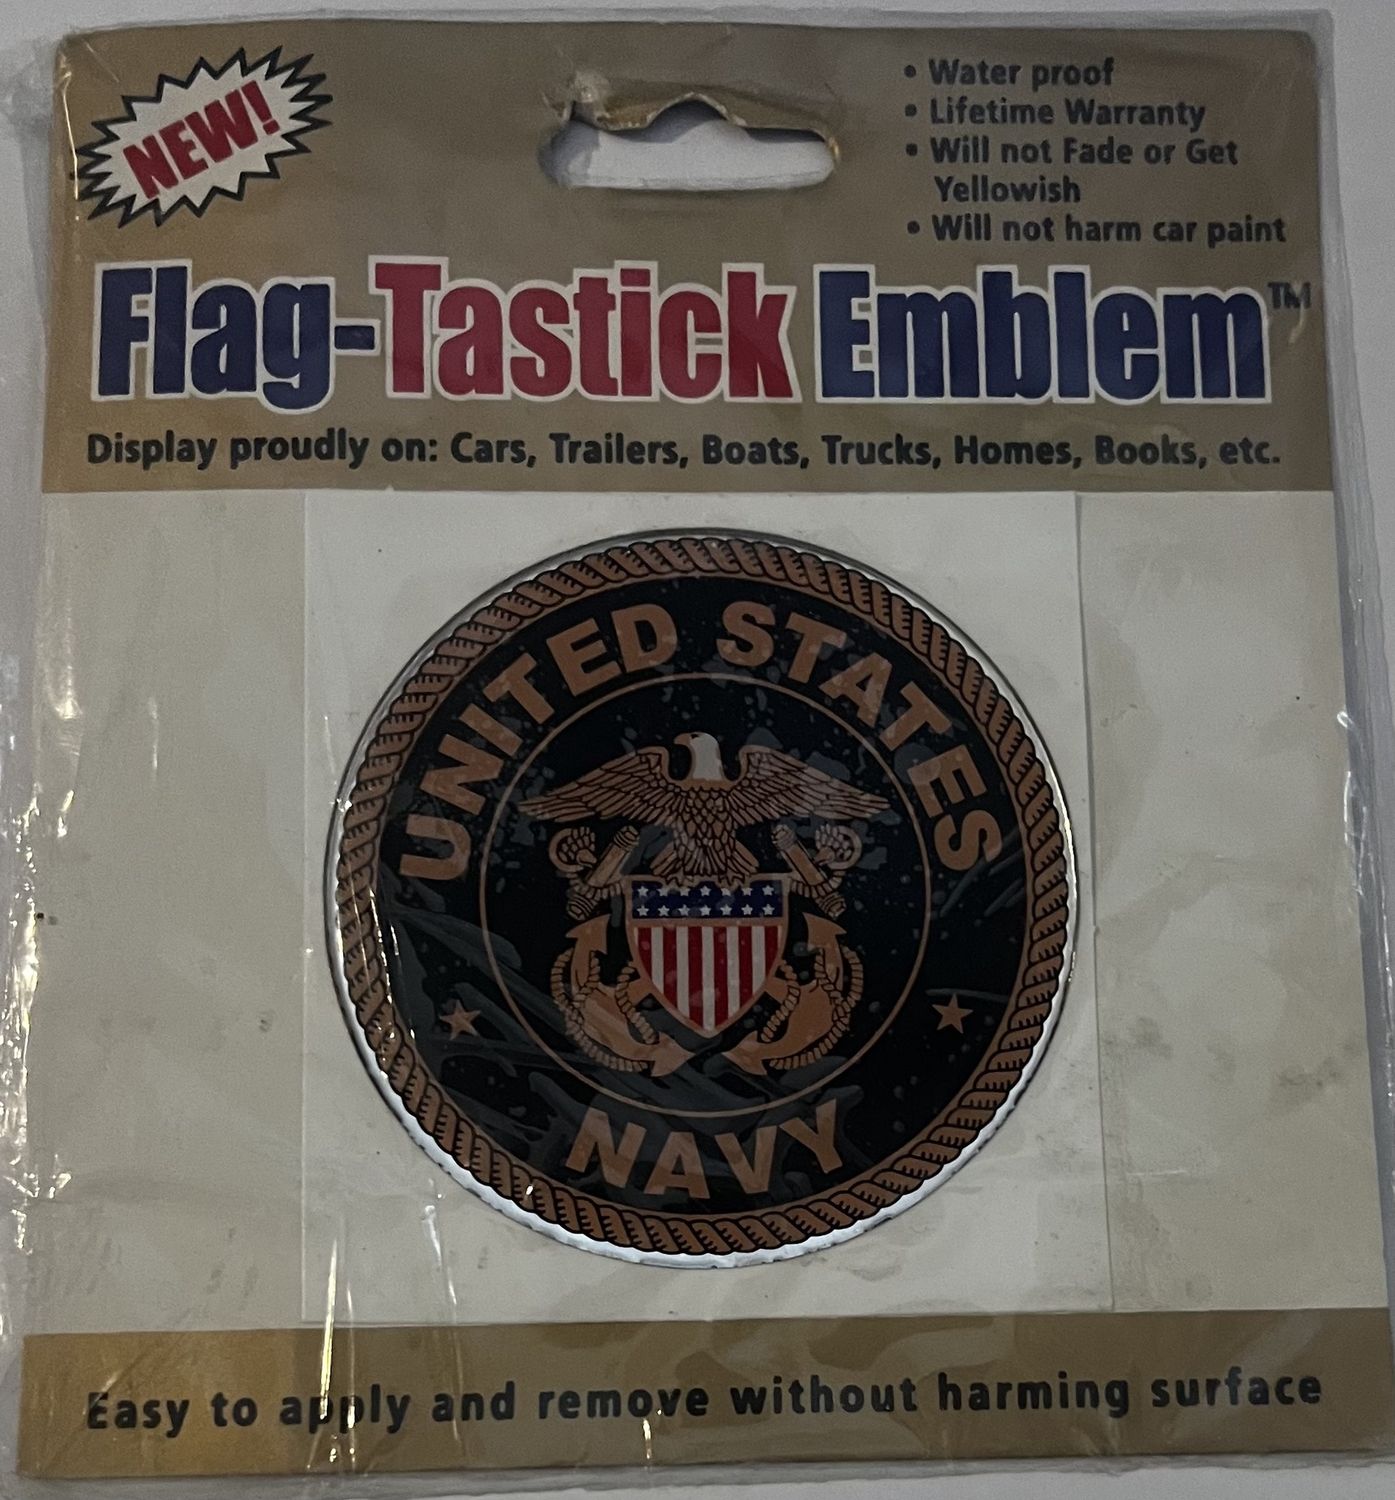 NEW!
• Water proof
• Lifetime Warranty
• Will not Fade or Get
Yellowish
• Will not harm car paint
Flag-Tastick Emblem™
Display proudly on: Cars, Trailers, Boats, Trucks, Homes, Books, etc.
UNITED STATES
NAVY
Easy to apply and remove without harming surface